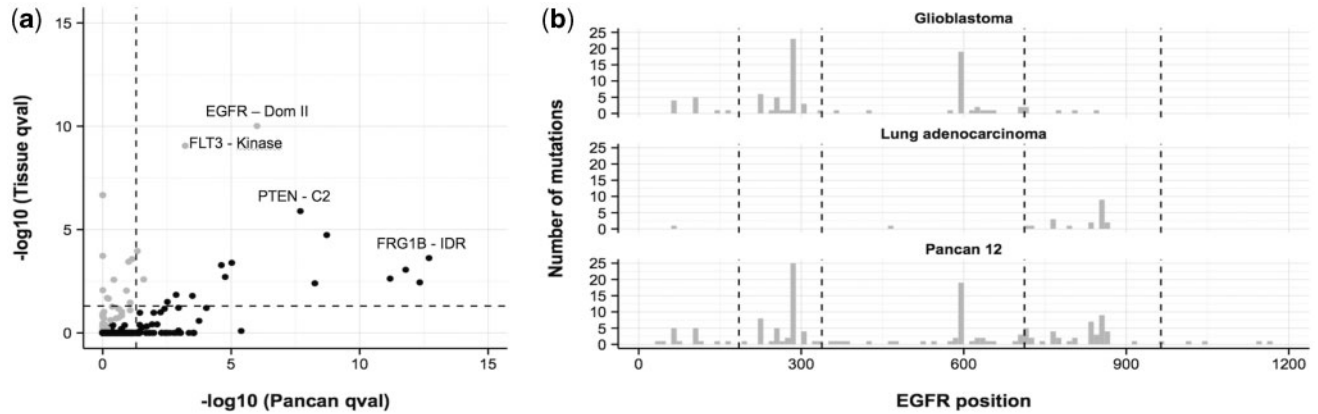 (a)
15
10
5
0
-log10 (Tissue qval)
EGFR – Dom II
FLT3 - Kinase
PTEN - C2
FRG1B - IDR
0 5 10 15
-log10 (Pancan qval)
(b)
Number of mutations
Glioblastoma
25
20
15
10
5
0
Lung adenocarcinoma
25
20
15
10
5
0
Pancan 12
25
20
15
10
5
0
0 300 600 900 1200
EGFR position